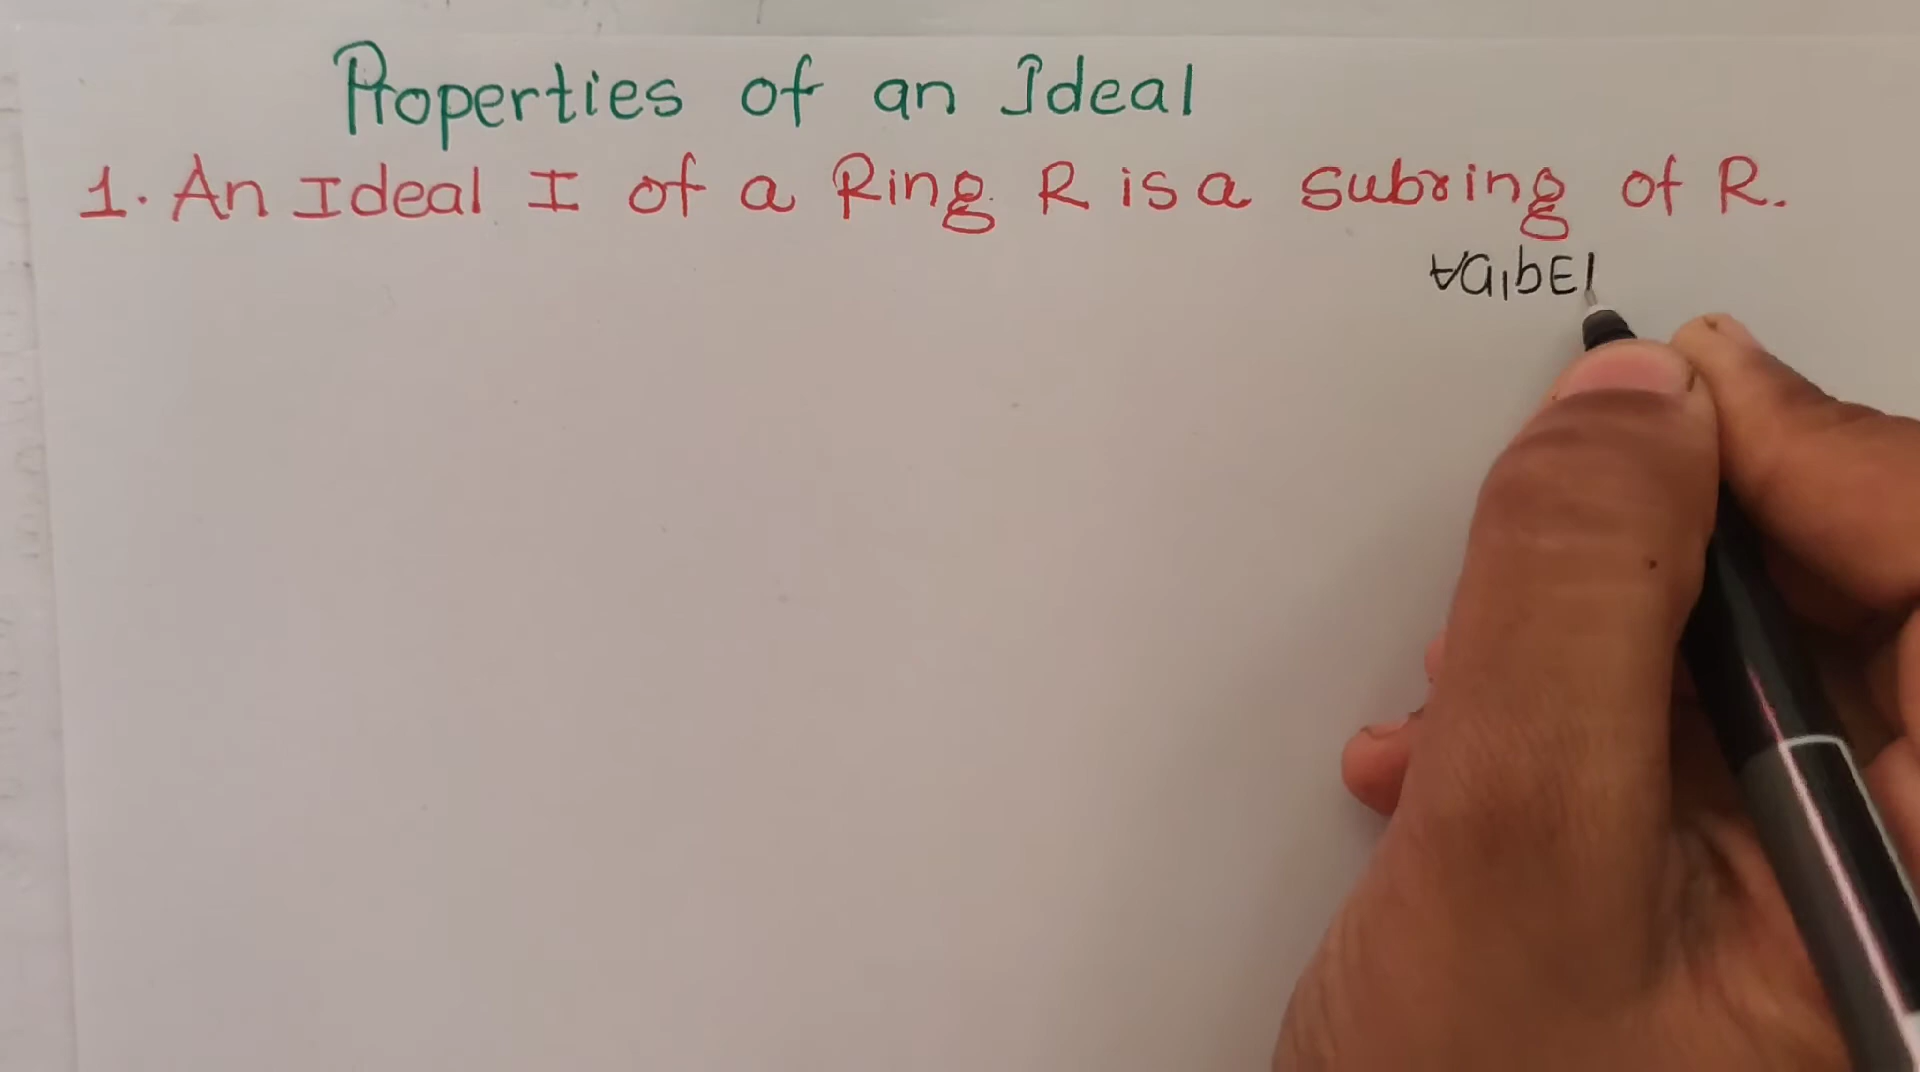 Properties of an Ideal
1. An Ideal I of a Ring R is a subring of R.
∀a,b∈I